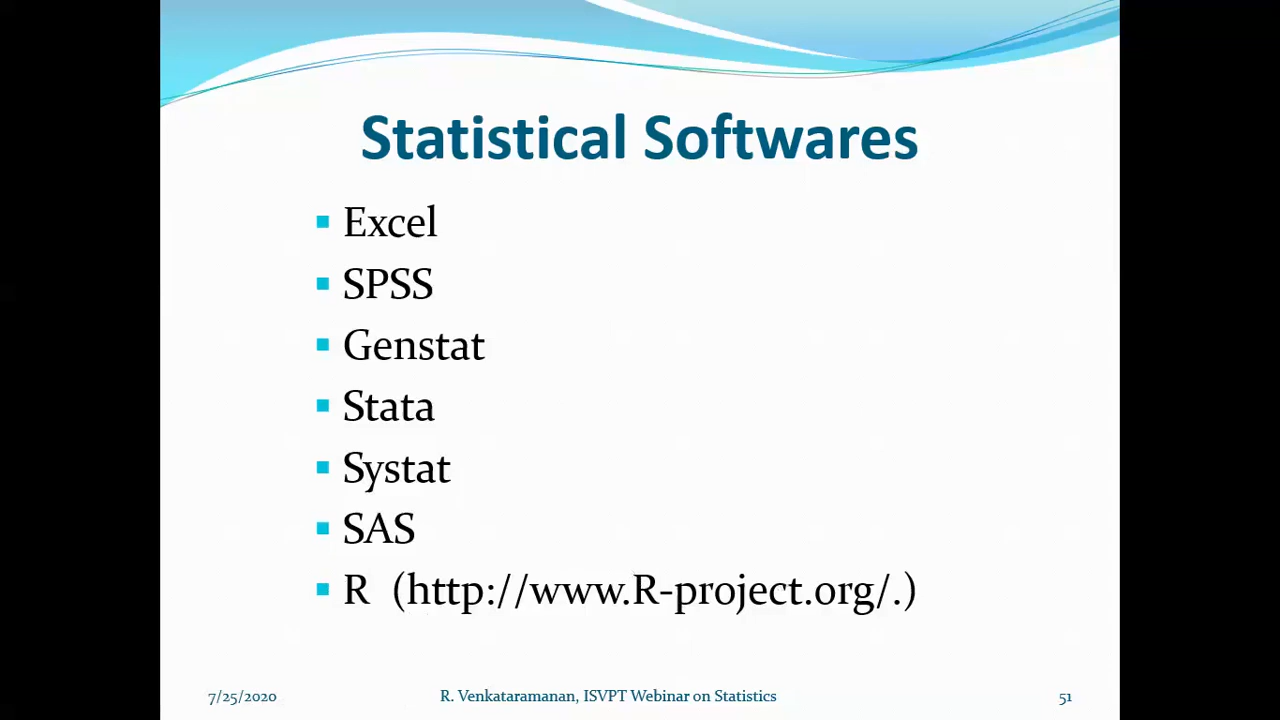 Statistical Softwares
▪ Excel
▪ SPSS
▪ Genstat
▪ Stata
▪ Systat
▪ SAS
▪ R (http://www.R-project.org/.)
7/25/2020 R. Venkataramanan, ISVPT Webinar on Statistics 51